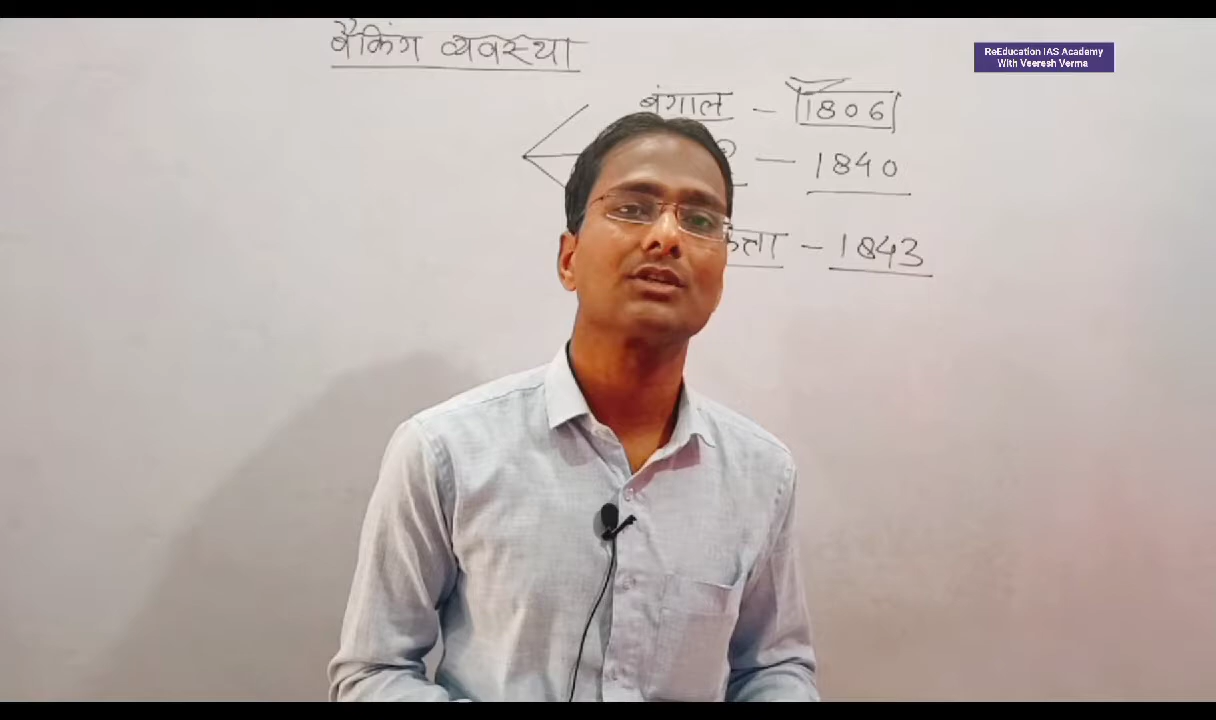 बैंकिंग व्यवस्था
ReEducation IAS Academy
With Veeresh Verma
बंगाल - 1806
- 1840
- 1843